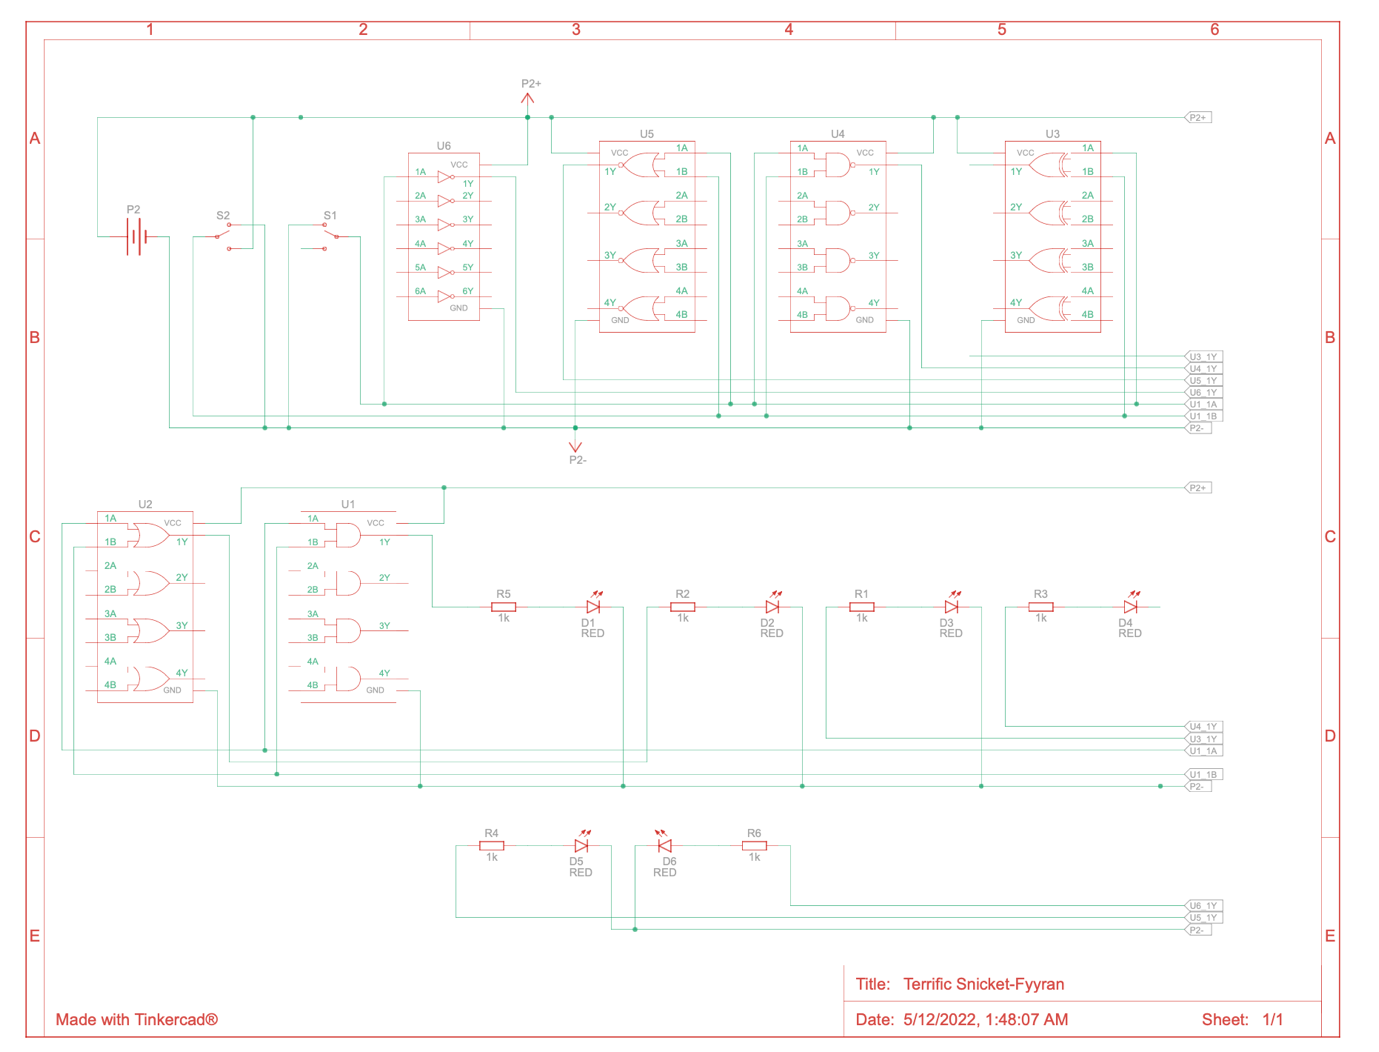 1 2 3 4 5 6
P2+
A A
P2+
U6 U5 U4 U3
VCC 1A 1Y 2A 2Y 3A 3Y 4A 4Y 5A 5Y 6A 6Y GND
VCC 1A 1Y 1B 2A 2Y 2B 3A 3Y 3B 4A 4Y 4B GND
1A VCC 1B 1Y 2A 2Y 2B 3A 3Y 3B 4A 4Y 4B GND
VCC 1A 1Y 1B 2A 2Y 2B 3A 3Y 3B 4A 4Y 4B GND
P2 S2 S1
B B
U3_1Y
U4_1Y
U5_1Y
U6_1Y
U1_1A
U1_1B
P2-
P2-
P2+
U2 U1
1A VCC 1B 1Y 2A 2Y 2B 3A 3Y 3B 4A 4Y 4B GND
1A VCC 1B 1Y 2A 2Y 2B 3A 3Y 3B 4A 4Y 4B GND
C C
R5 R2 R1 R3
1k 1k 1k 1k
D1 D2 D3 D4
RED RED RED RED
U4_1Y
D D
U3_1Y
U1_1A
U1_1B
P2-
R4 D5 D6 R6
1k RED RED 1k
U6_1Y
U5_1Y
P2-
E E
Title: Terrific Snicket-Fyyran
Made with Tinkercad®
Date: 5/12/2022, 1:48:07 AM Sheet: 1/1